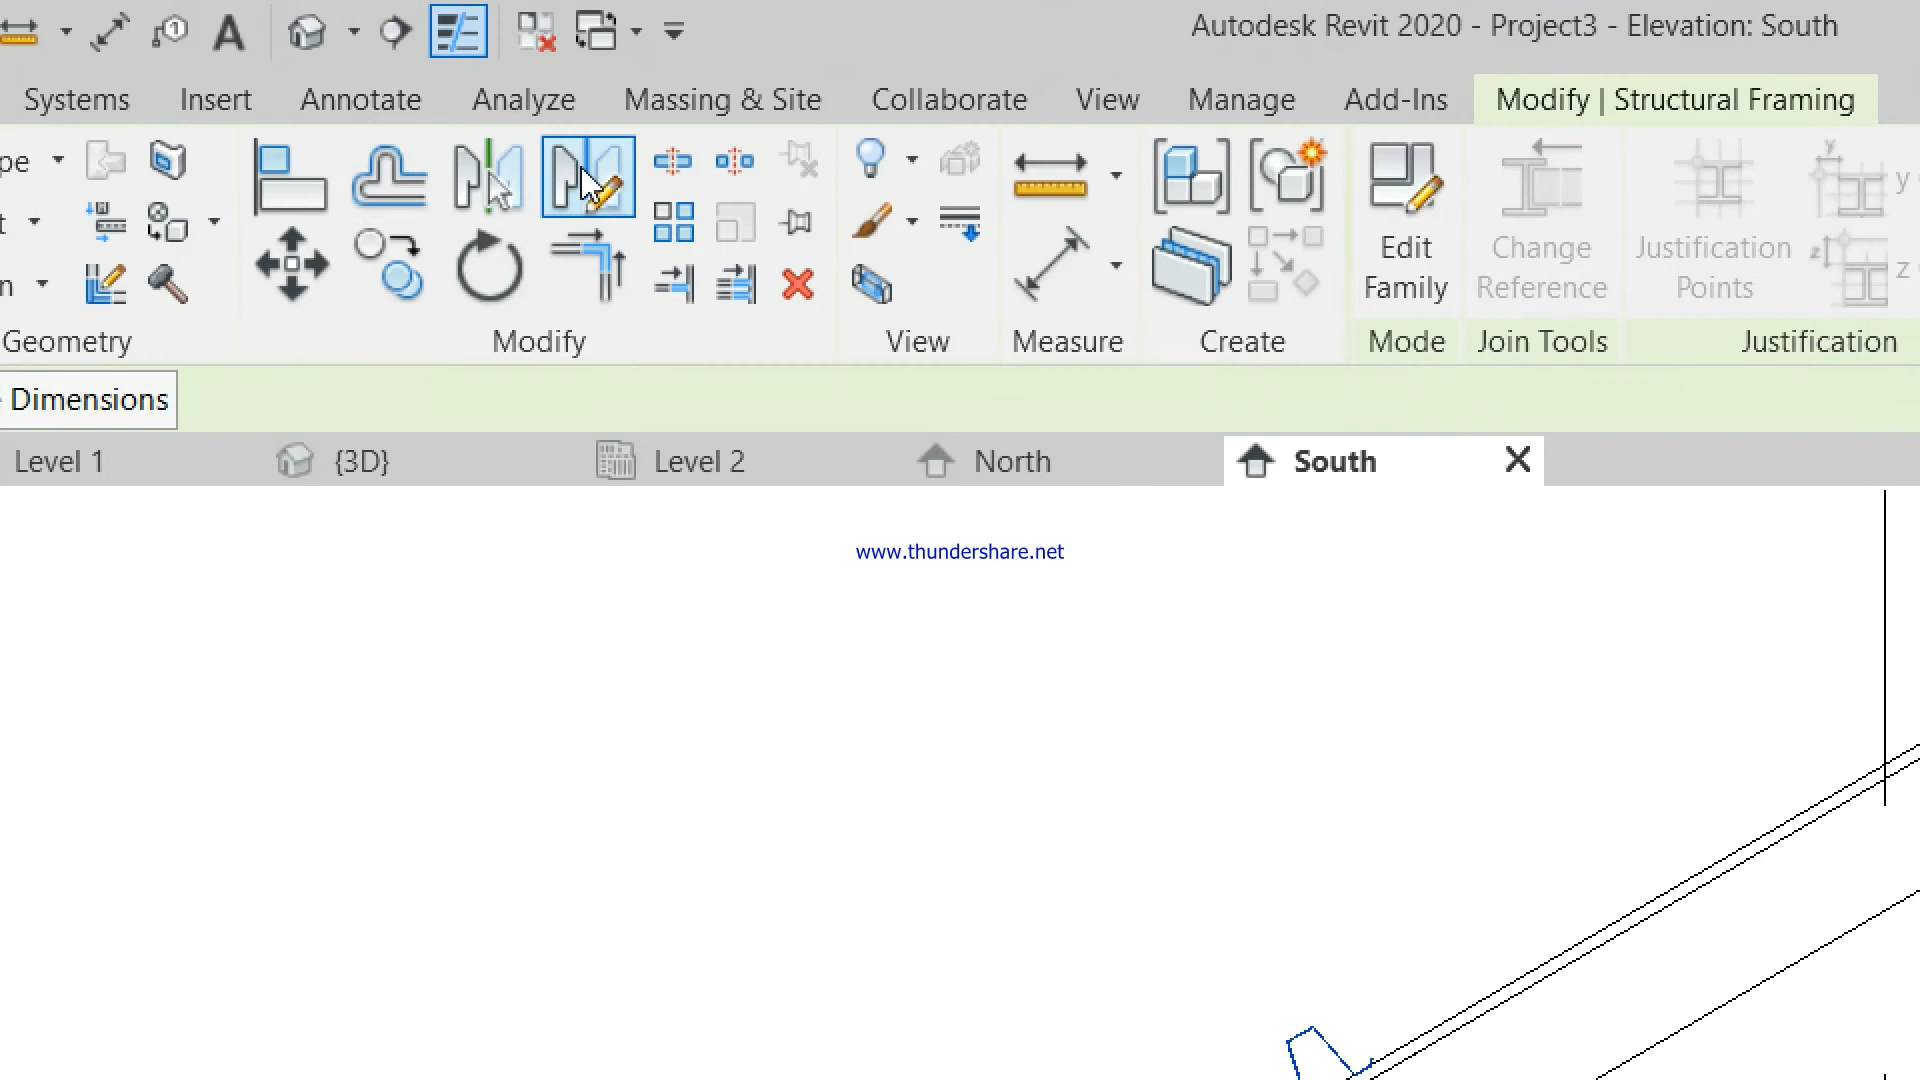 Autodesk Revit 2020 - Project3 - Elevation: South
Systems Insert Annotate Analyze Massing & Site Collaborate View Manage Add-Ins Modify | Structural Framing
pe
t
n
y
z
y
z
1
A
Edit Family
Change Reference
Justification Points
Geometry Modify View Measure Create Mode Join Tools Justification
Dimensions
Level 1 {3D} Level 2 North South
www.thundershare.net